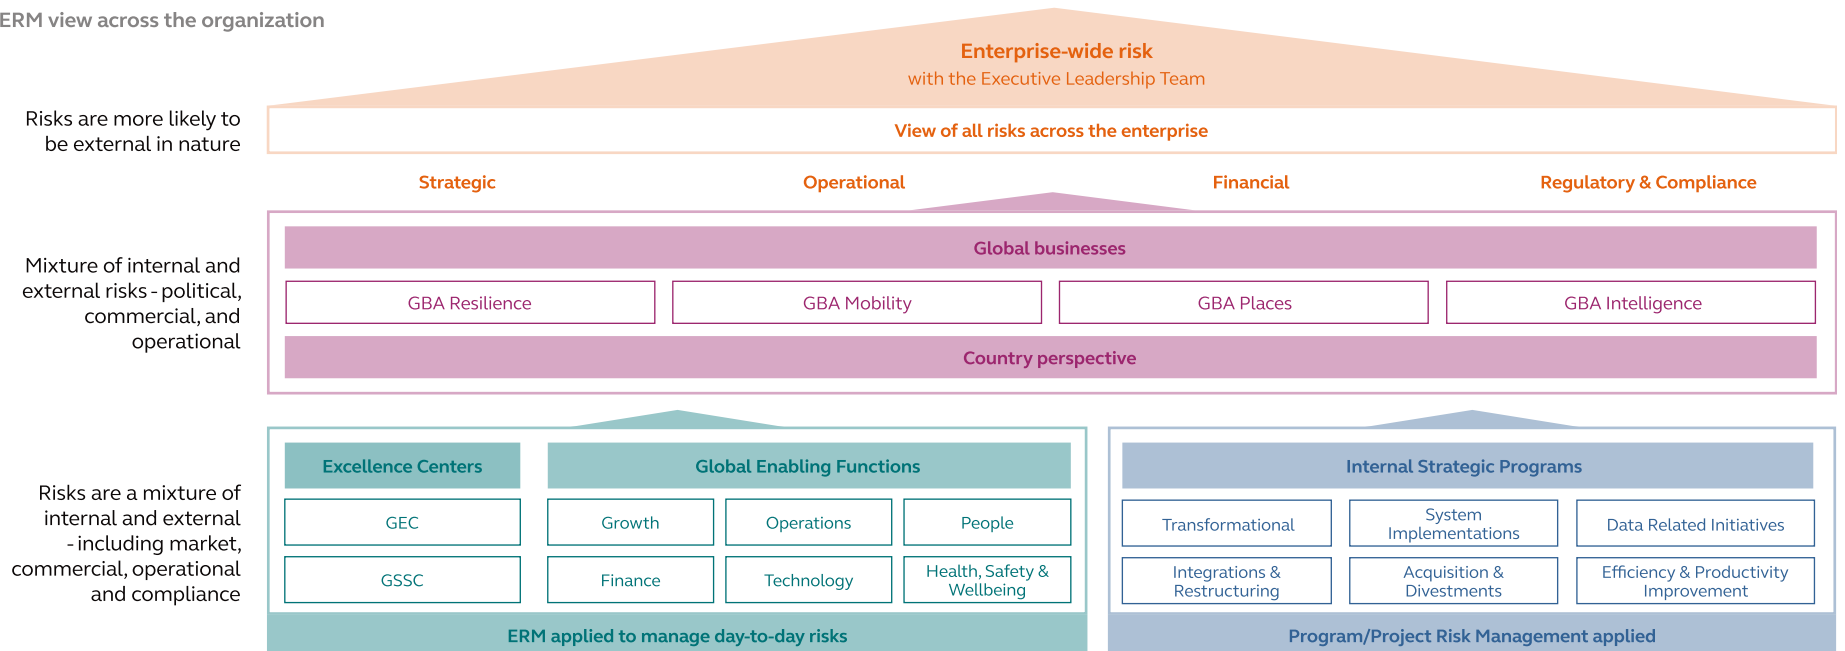 ERM view across the organization
Enterprise-wide risk
with the Executive Leadership Team
Risks are more likely to
be external in nature
View of all risks across the enterprise
Strategic
Operational
Financial
Regulatory & Compliance
Mixture of internal and
external risks - political,
commercial, and
operational
Global businesses
GBA Resilience
GBA Mobility
GBA Places
GBA Intelligence
Country perspective
Risks are a mixture of
internal and external
- including market,
commercial, operational
and compliance
Excellence Centers
GEC
GSSC
Global Enabling Functions
Growth
Operations
People
Finance
Technology
Health, Safety &
Wellbeing
ERM applied to manage day-to-day risks
Internal Strategic Programs
Transformational
System
Implementations
Data Related Initiatives
Integrations &
Restructuring
Acquisition &
Divestments
Efficiency & Productivity
Improvement
Program/Project Risk Management applied